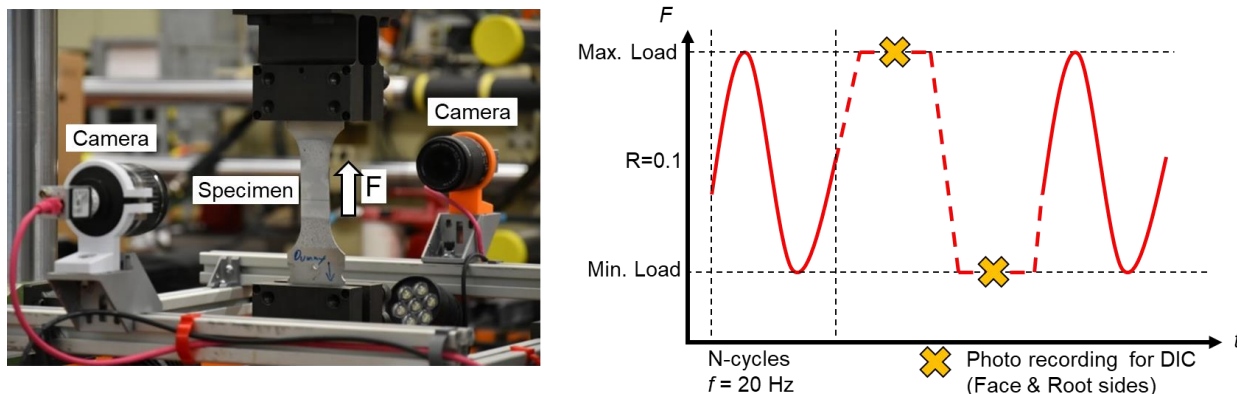 Camera
Camera
Specimen
F
Dummy
F
Max. Load
R=0.1
Min. Load
t
N-cycles
f = 20 Hz
Photo recording for DIC
(Face & Root sides)